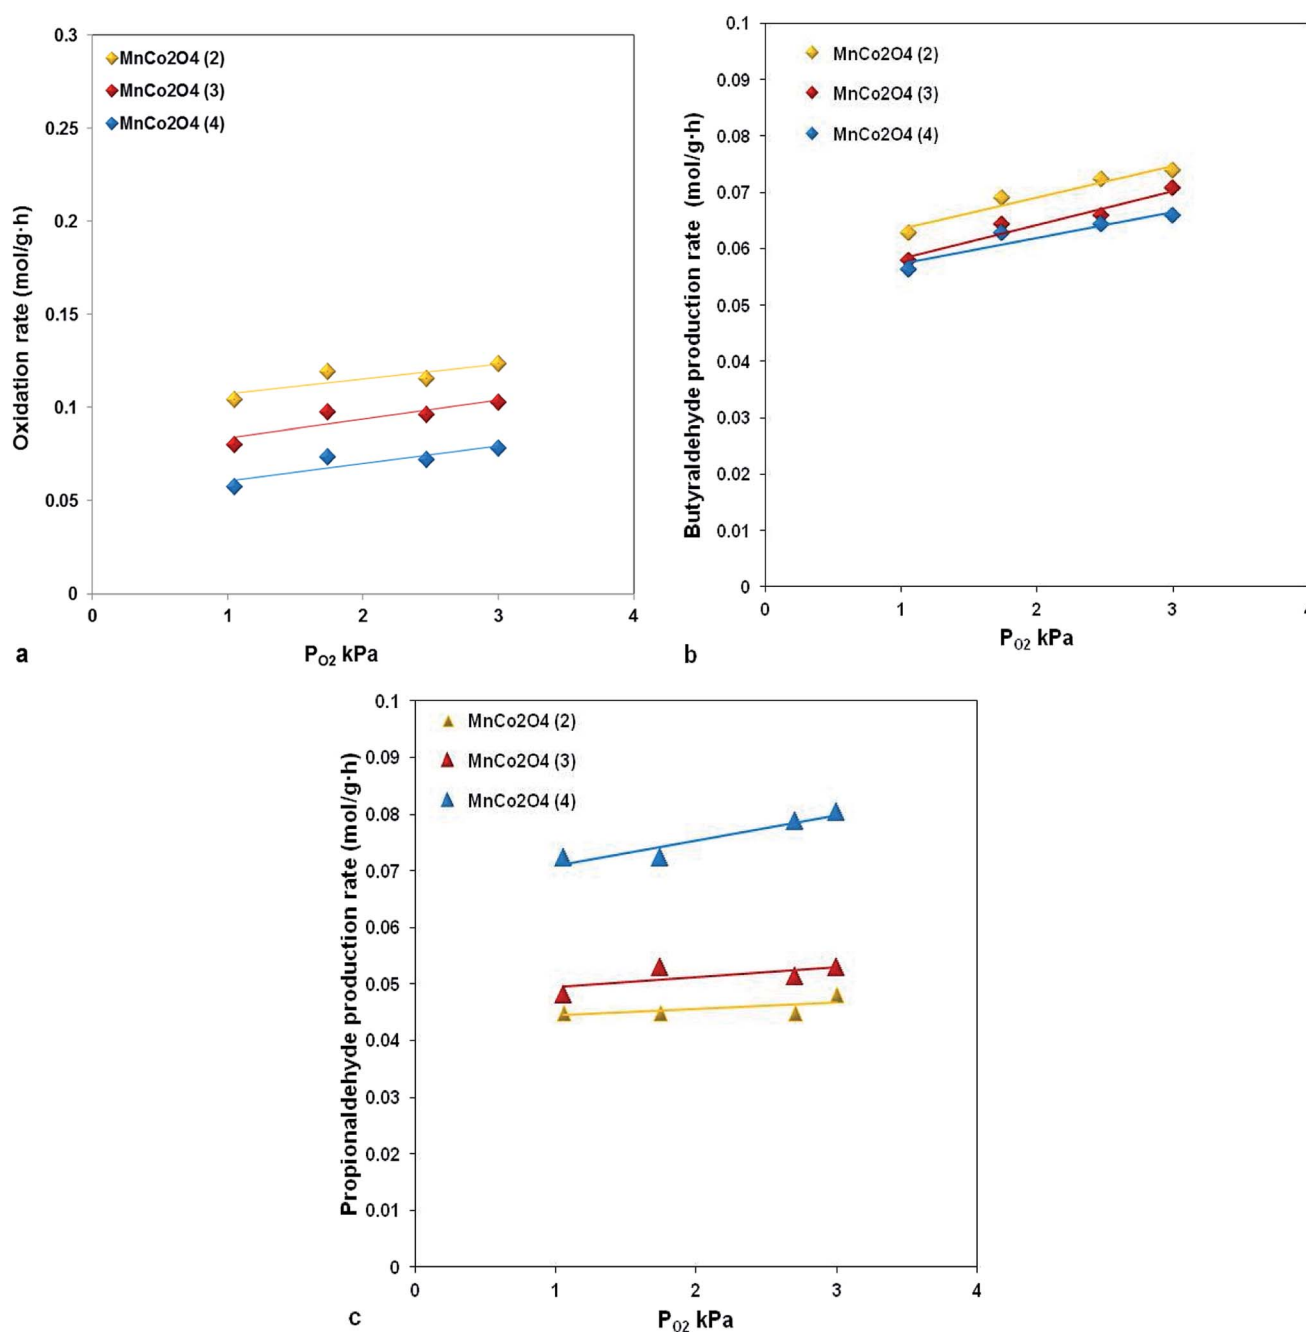 0.3
MnCo2O4 (2)
MnCo2O4 (3)
MnCo2O4 (4)
0.25
0.2
0.15
0.1
0.05
0
Oxidation rate (mol/g·h)
0 1 2 3 4
P_O2 kPa
a
0.1
MnCo2O4 (2)
MnCo2O4 (3)
MnCo2O4 (4)
0.09
0.08
0.07
0.06
0.05
0.04
0.03
0.02
0.01
0
Butyraldehyde production rate (mol/g·h)
0 1 2 3 4
P_O2 kPa
b
0.1
MnCo2O4 (2)
MnCo2O4 (3)
MnCo2O4 (4)
0.09
0.08
0.07
0.06
0.05
0.04
0.03
0.02
0.01
0
Propionaldehyde production rate (mol/g·h)
0 1 2 3 4
P_O2 kPa
c